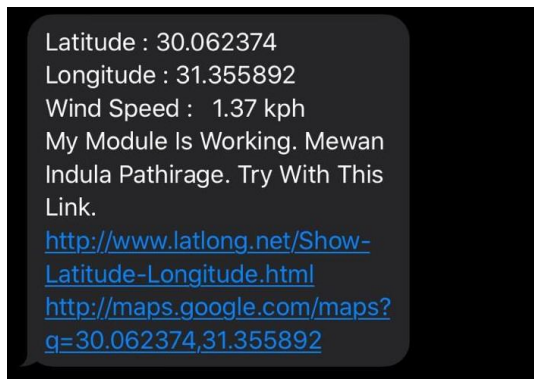 Latitude : 30.062374
Longitude : 31.355892
Wind Speed :   1.37 kph
My Module Is Working. Mewan
Indula Pathirage. Try With This
Link.
http://www.latlong.net/Show-
Latitude-Longitude.html
http://maps.google.com/maps?
q=30.062374,31.355892